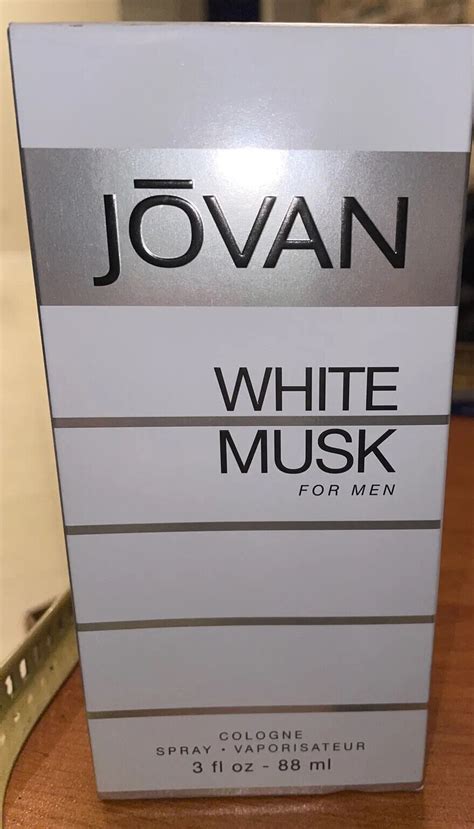 JŌVAN
WHITE
MUSK
FOR MEN
COLOGNE
SPRAY • VAPORISATEUR
3 fl oz - 88 ml